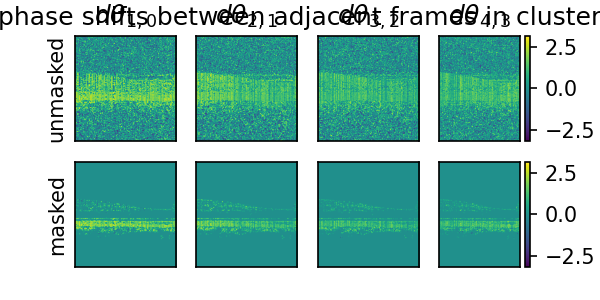 phase shifts between adjacent frames in cluster
dθ1,0 dθ2,1 dθ3,2 dθ4,3
unmasked
2.5
0.0
−2.5
masked
2.5
0.0
−2.5